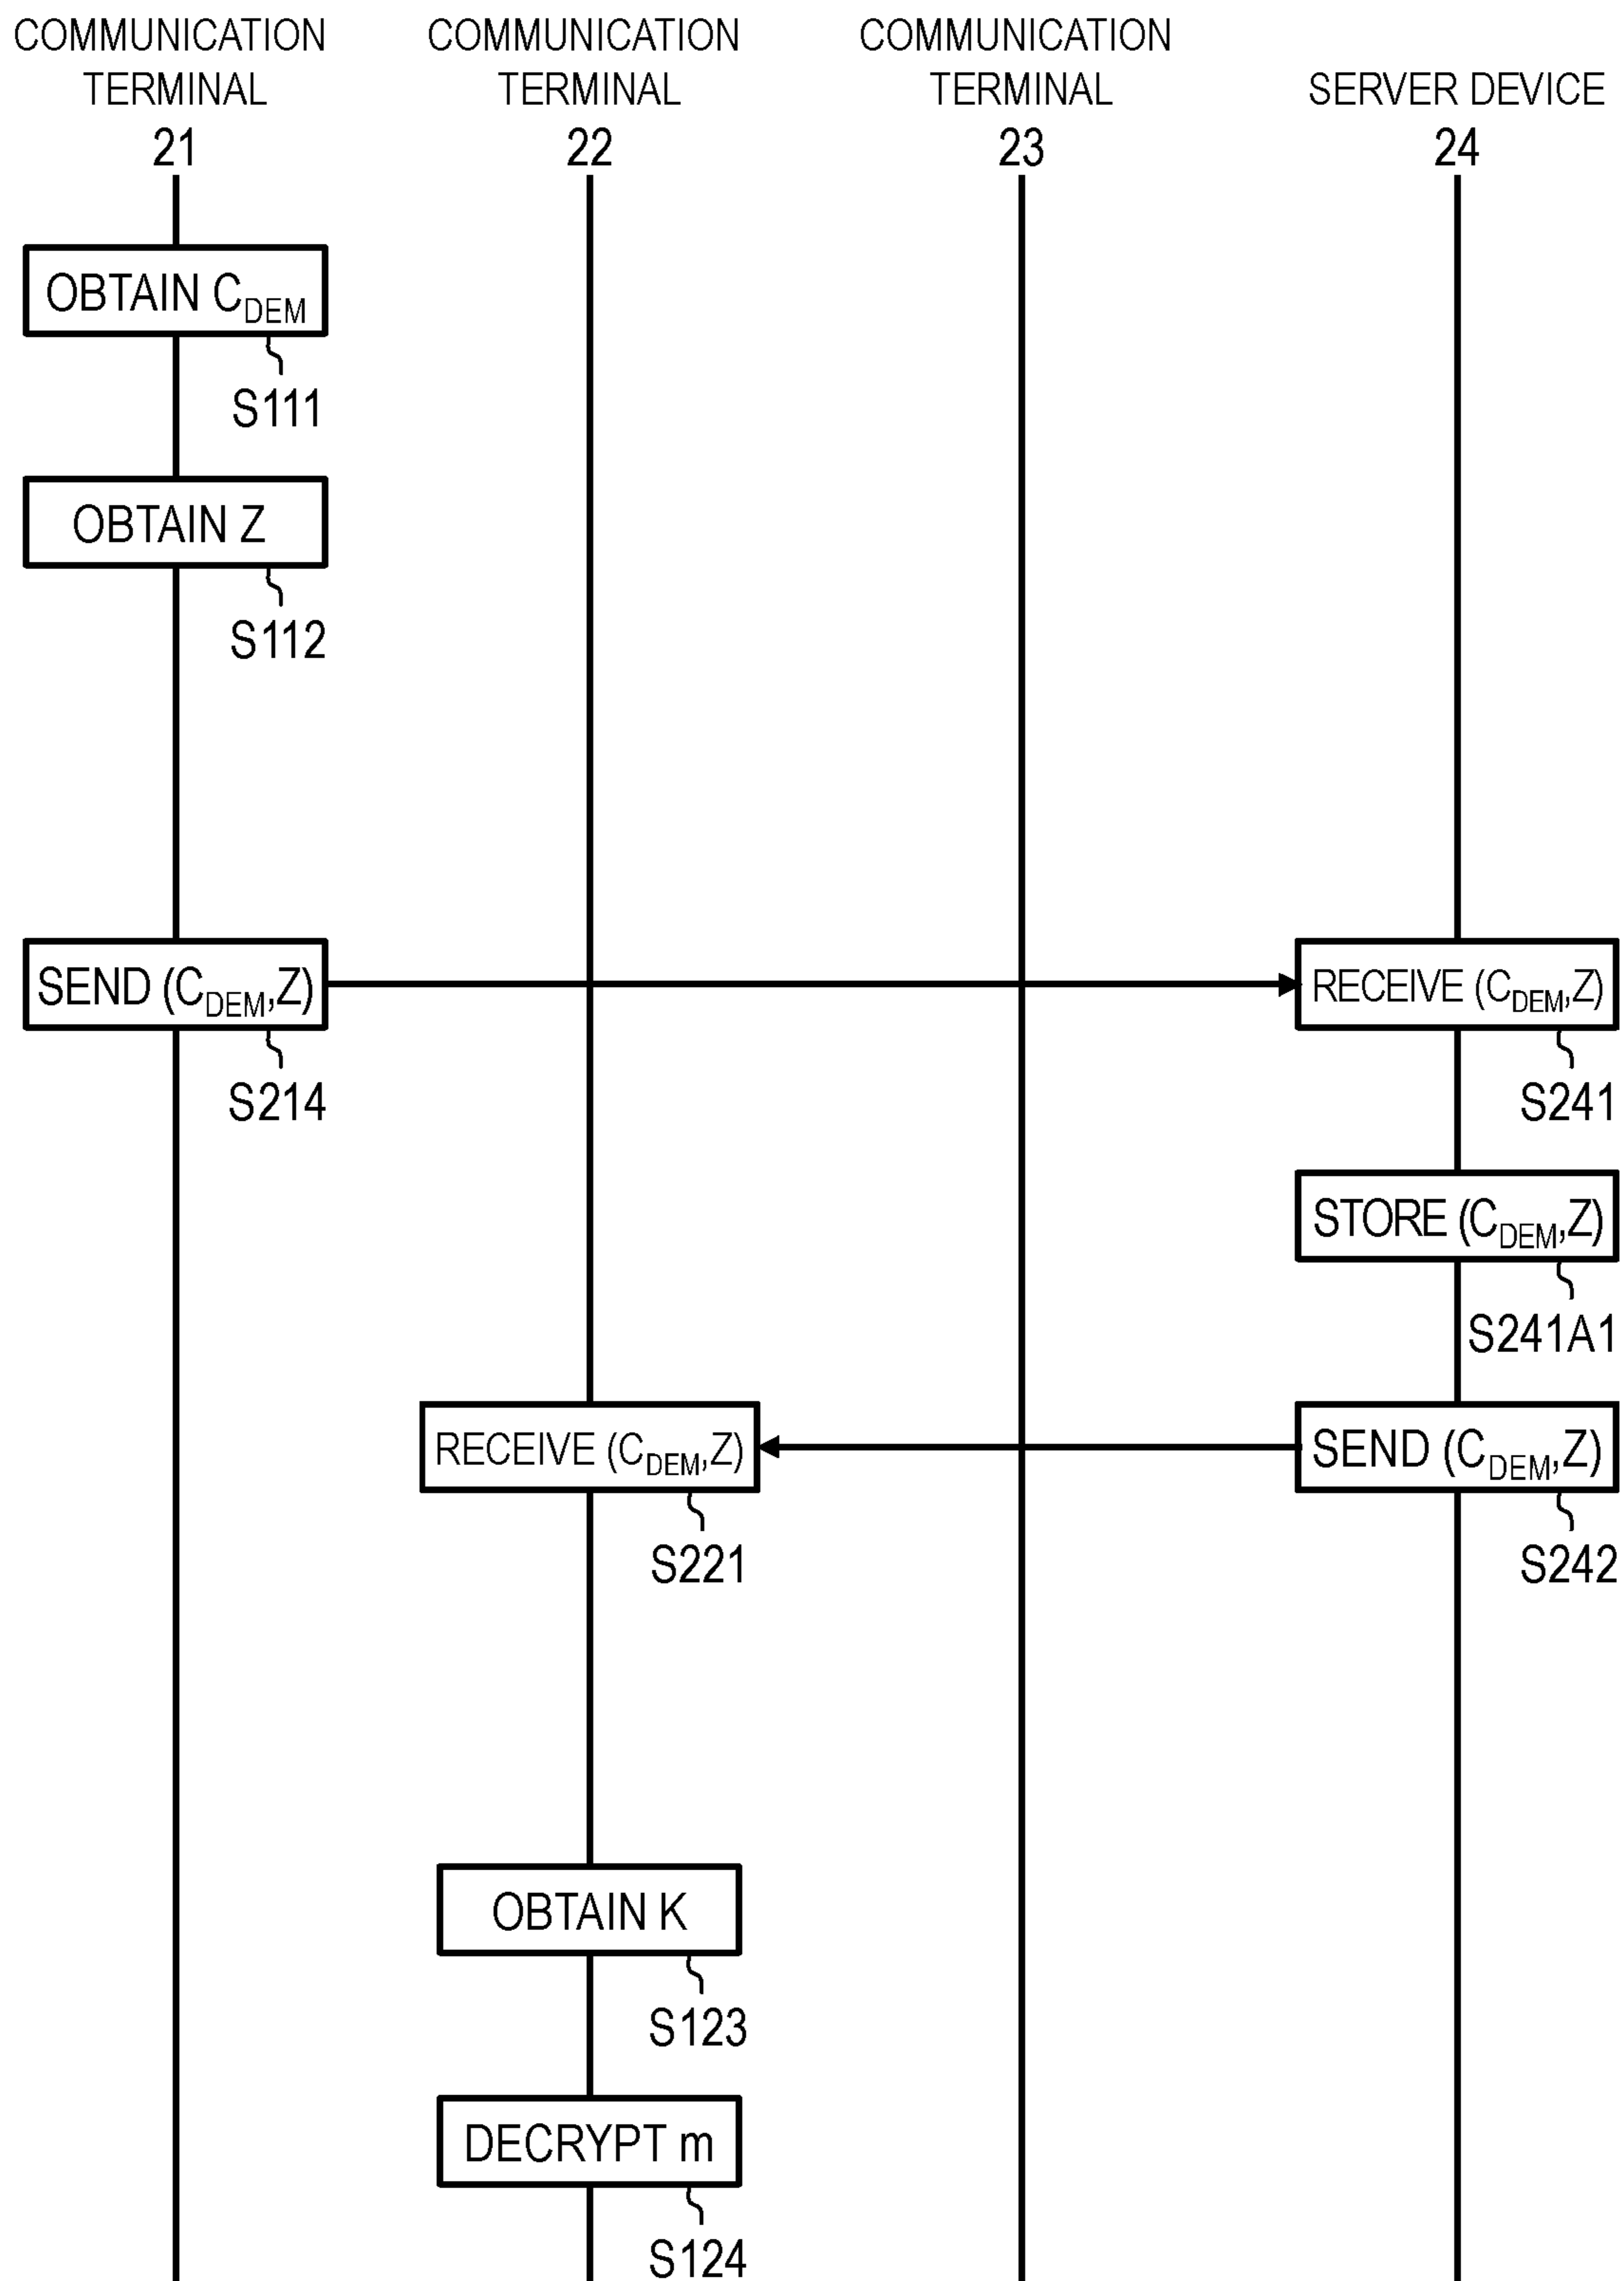 COMMUNICATION TERMINAL 21
COMMUNICATION TERMINAL 22
COMMUNICATION TERMINAL 23
SERVER DEVICE 24
OBTAIN C_DEM
S111
OBTAIN Z
S112
SEND (C_DEM,Z)
S214
RECEIVE (C_DEM,Z)
S241
STORE (C_DEM,Z)
S241A1
SEND (C_DEM,Z)
S242
RECEIVE (C_DEM,Z)
S221
OBTAIN K
S123
DECRYPT m
S124